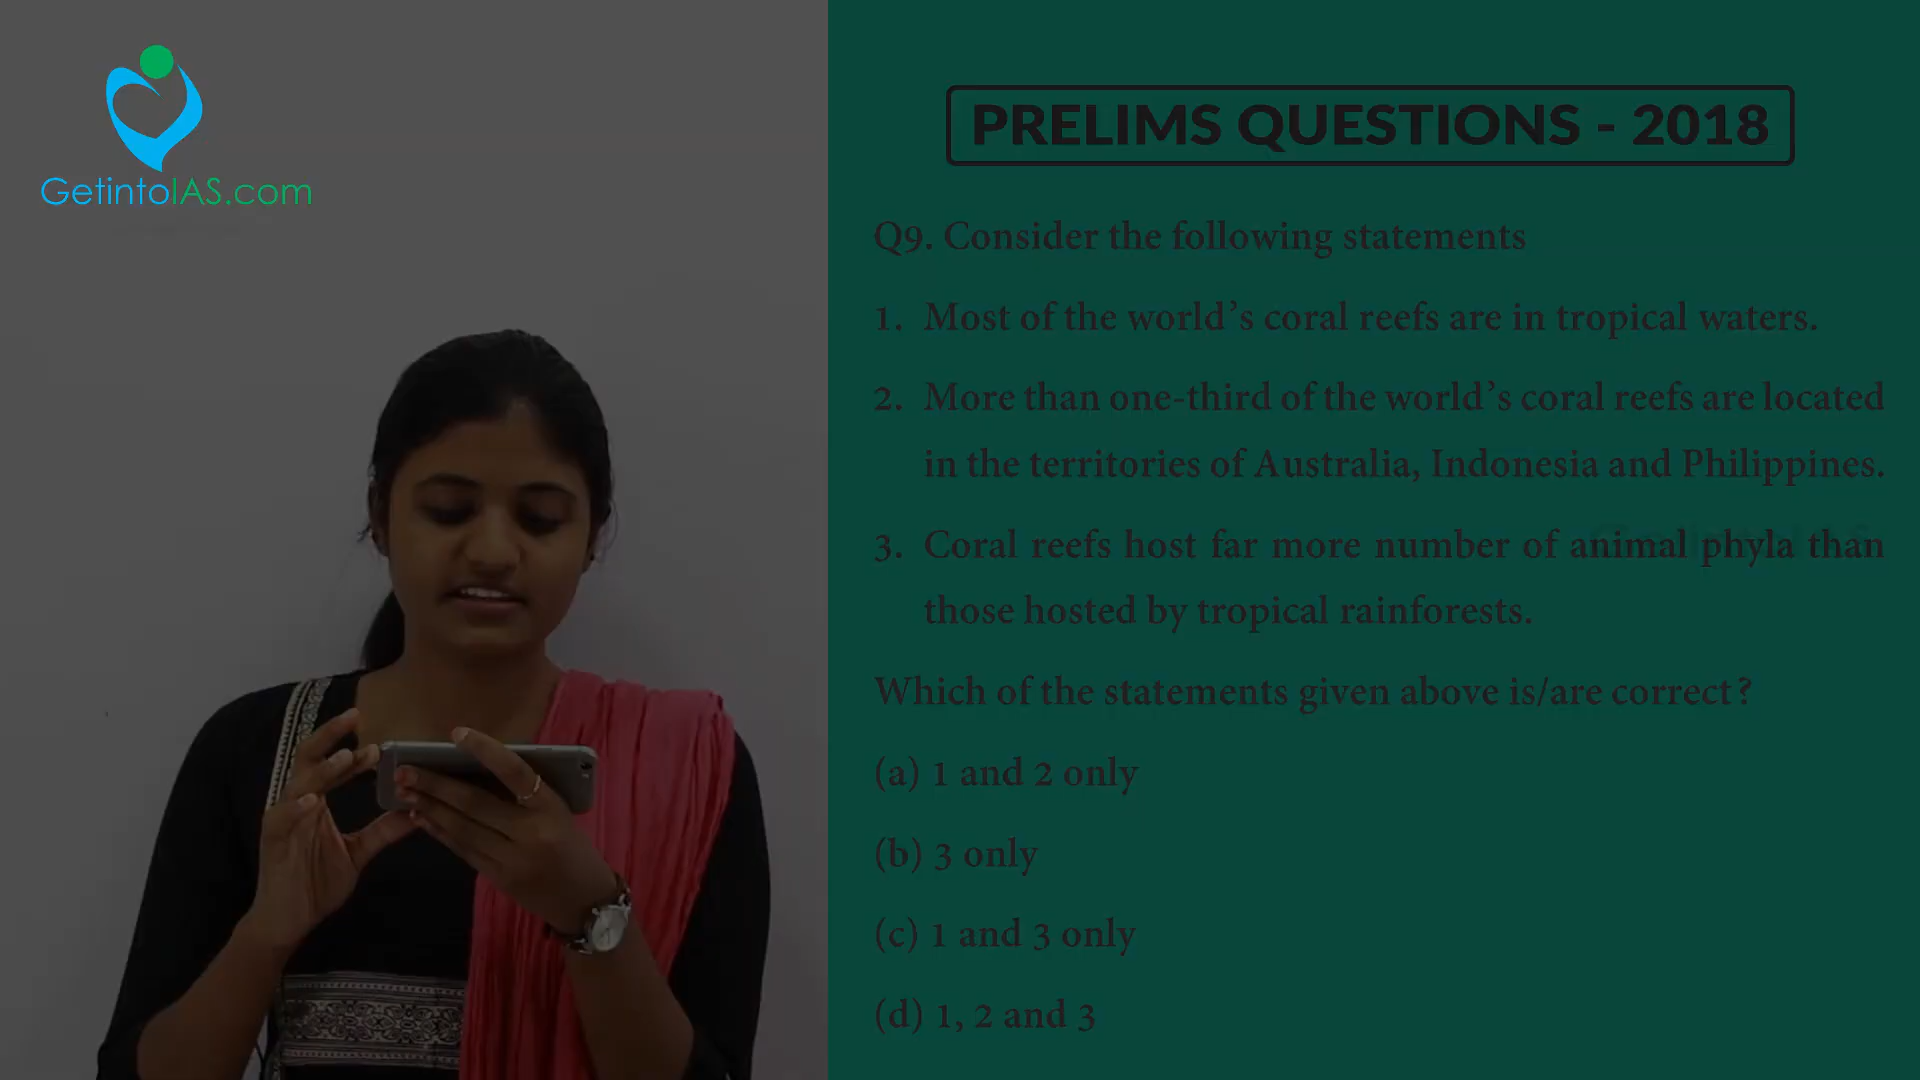 GetintoIAS.com
PRELIMS QUESTIONS - 2018
Q9. Consider the following statements
1. Most of the world's coral reefs are in tropical waters.
2. More than one-third of the world's coral reefs are located
in the territories of Australia, Indonesia and Philippines.
3. Coral reefs host far more number of animal phyla than
those hosted by tropical rainforests.
Which of the statements given above is/are correct?
(a) 1 and 2 only
(b) 3 only
(c) 1 and 3 only
(d) 1, 2 and 3